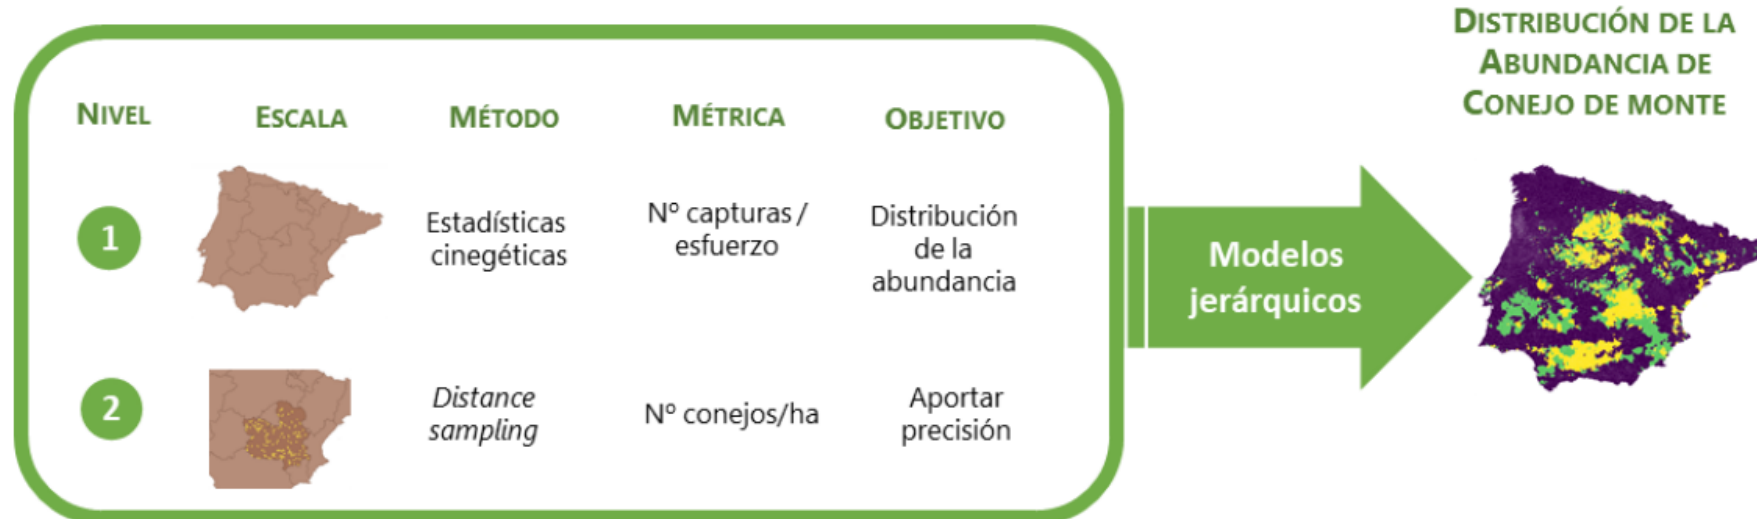 NIVEL
ESCALA
MÉTODO
MÉTRICA
OBJETIVO
1
Estadísticas
cinegéticas
Nº capturas /
esfuerzo
Distribución
de la
abundancia
2
Distance
sampling
Nº conejos/ha
Aportar
precisión
Modelos
jerárquicos
DISTRIBUCIÓN DE LA
ABUNDANCIA DE
CONEJO DE MONTE